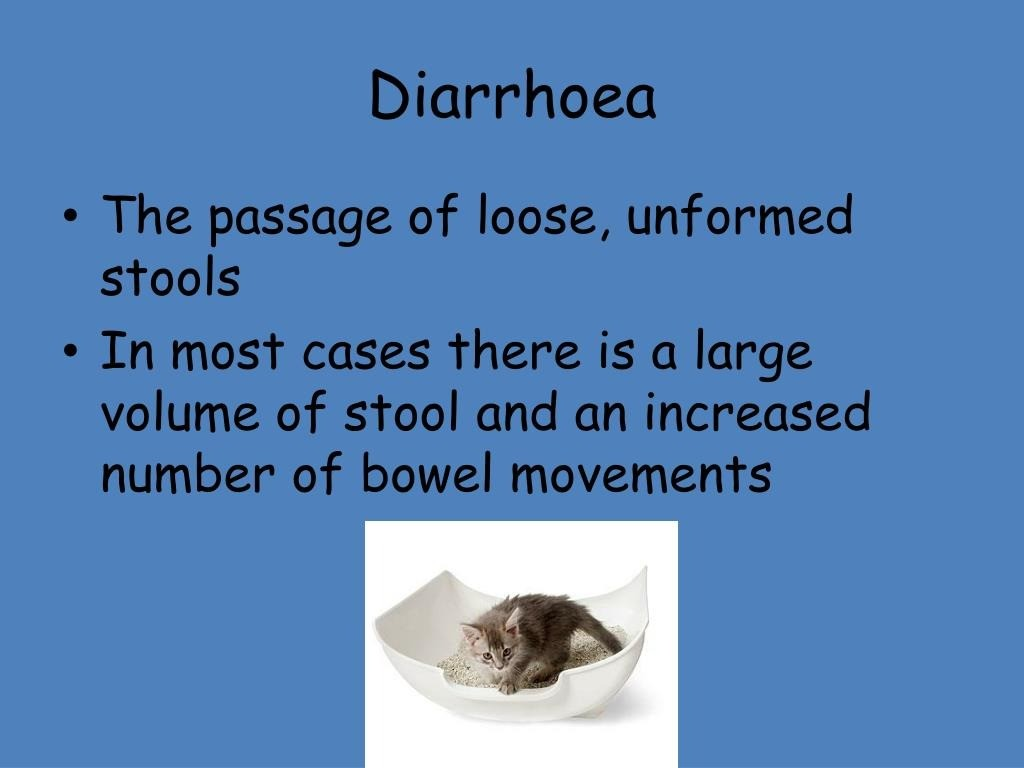 Diarrhoea
• The passage of loose, unformed
stools
• In most cases there is a large
volume of stool and an increased
number of bowel movements